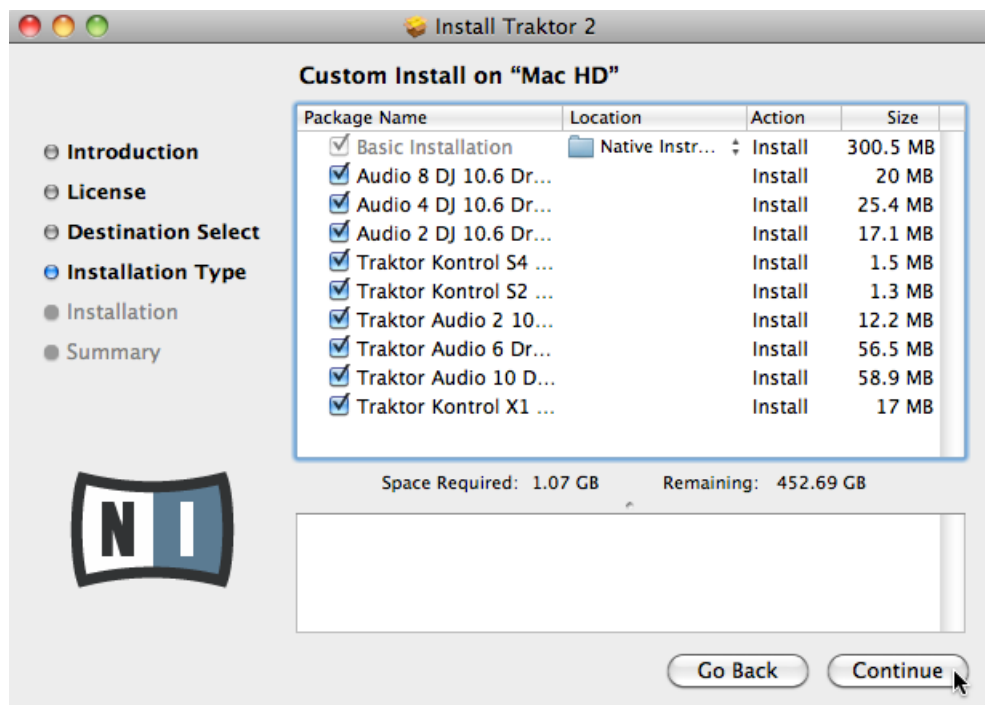 Install Traktor 2
Custom Install on “Mac HD”
Introduction
License
Destination Select
Installation Type
Installation
Summary
Package Name Location Action Size
Basic Installation Native Instr... Install 300.5 MB
Audio 8 DJ 10.6 Dr... Install 20 MB
Audio 4 DJ 10.6 Dr... Install 25.4 MB
Audio 2 DJ 10.6 Dr... Install 17.1 MB
Traktor Kontrol S4 ... Install 1.5 MB
Traktor Kontrol S2 ... Install 1.3 MB
Traktor Audio 2 10... Install 12.2 MB
Traktor Audio 6 Dr... Install 56.5 MB
Traktor Audio 10 D... Install 58.9 MB
Traktor Kontrol X1 ... Install 17 MB
Space Required: 1.07 GB Remaining: 452.69 GB
NI
Go Back Continue